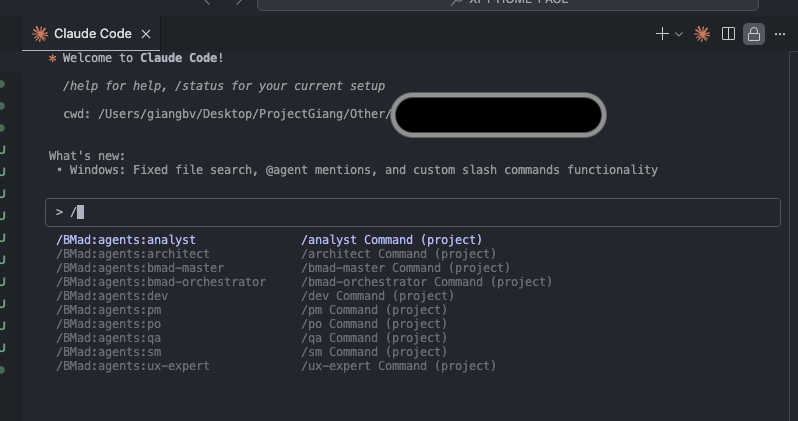 XPT HOME PAGE
Claude Code
* Welcome to Claude Code!
/help for help, /status for your current setup
cwd: /Users/giangbv/Desktop/ProjectGiang/Other/
What's new:
• Windows: Fixed file search, @agent mentions, and custom slash commands functionality
> /
/BMad:agents:analyst /analyst Command (project)
/BMad:agents:architect /architect Command (project)
/BMad:agents:bmad-master /bmad-master Command (project)
/BMad:agents:bmad-orchestrator /bmad-orchestrator Command (project)
/BMad:agents:dev /dev Command (project)
/BMad:agents:pm /pm Command (project)
/BMad:agents:po /po Command (project)
/BMad:agents:qa /qa Command (project)
/BMad:agents:sm /sm Command (project)
/BMad:agents:ux-expert /ux-expert Command (project)